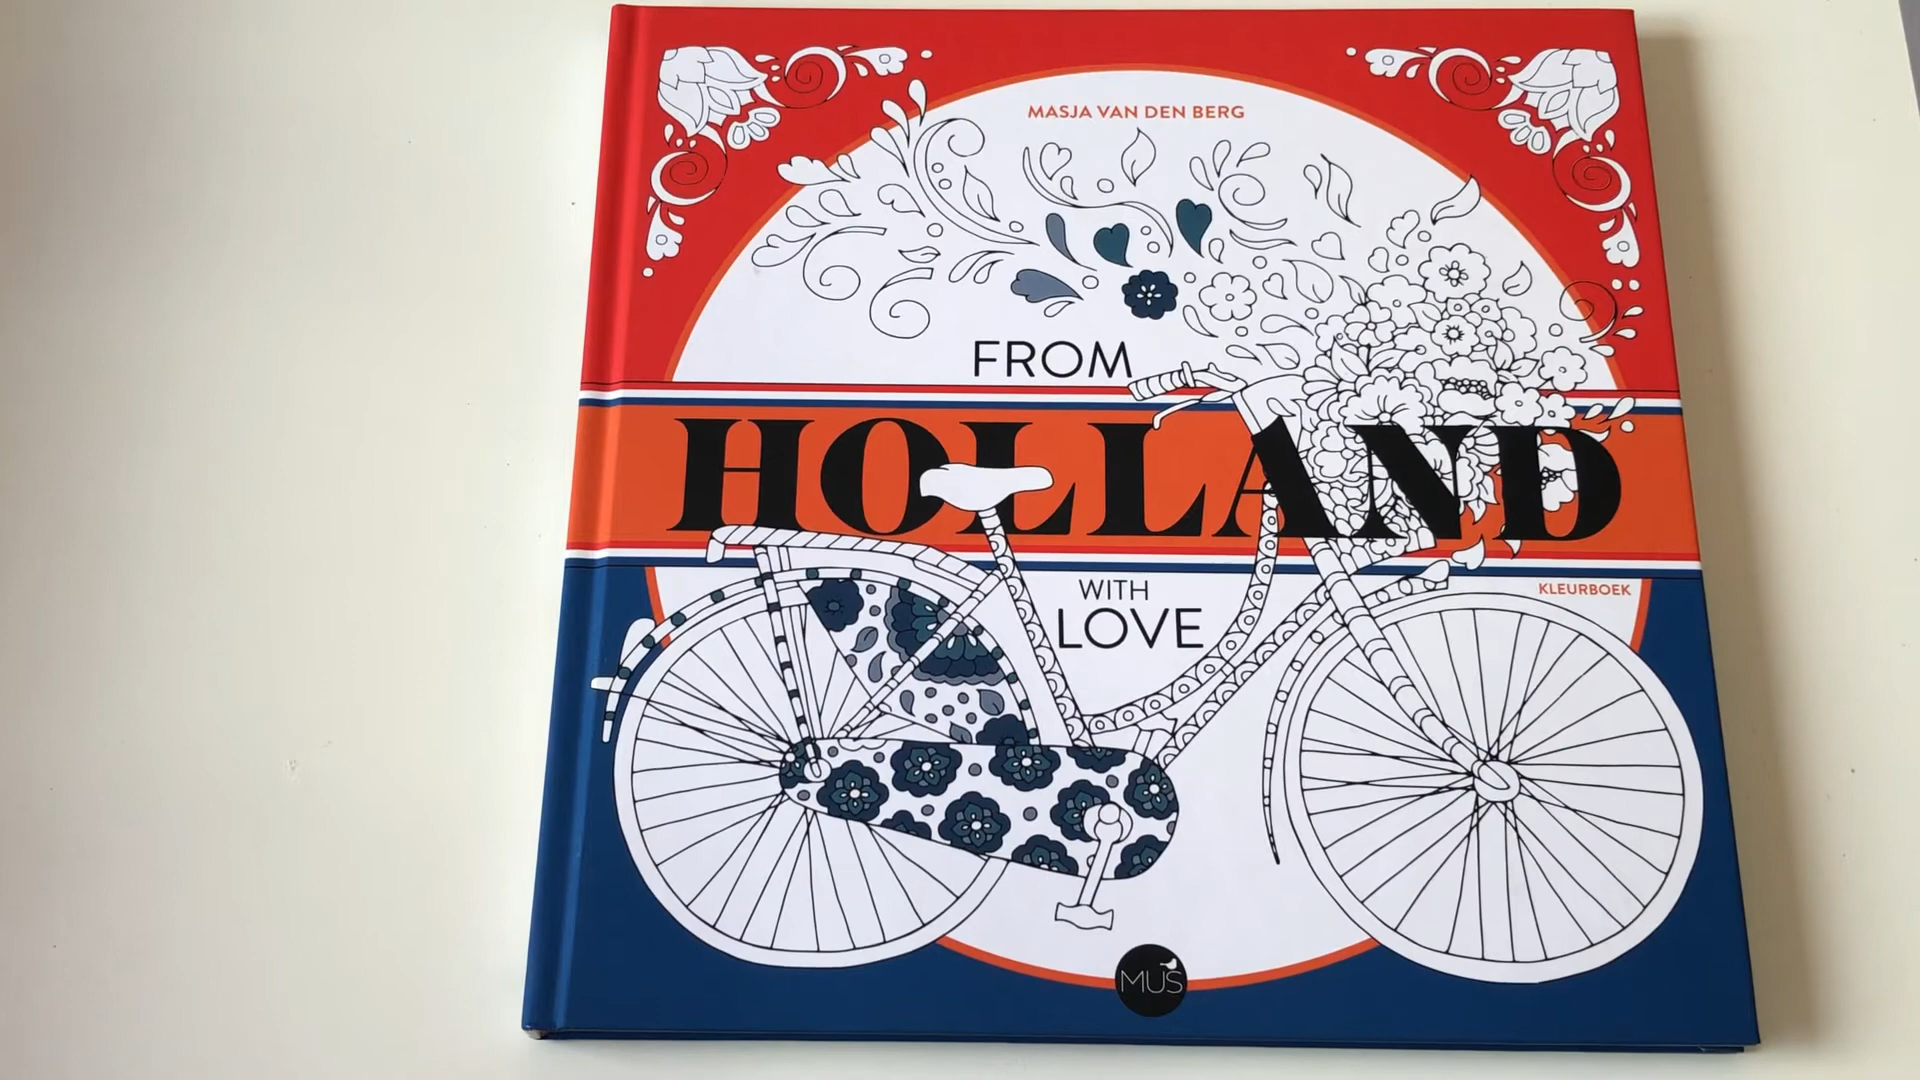 MASJA VAN DEN BERG
FROM
HOLLAND
WITH
LOVE
KLEURBOEK
MUS